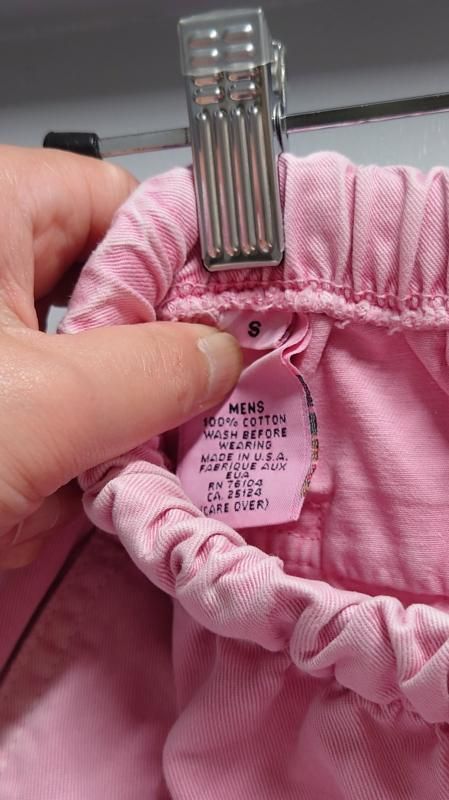 S
MENS
100% COTTON
WASH BEFORE
WEARING
MADE IN U.S.A.
FABRIQUE AUX
EUA
RN 76104
CA. 25124
(CARE OVER)